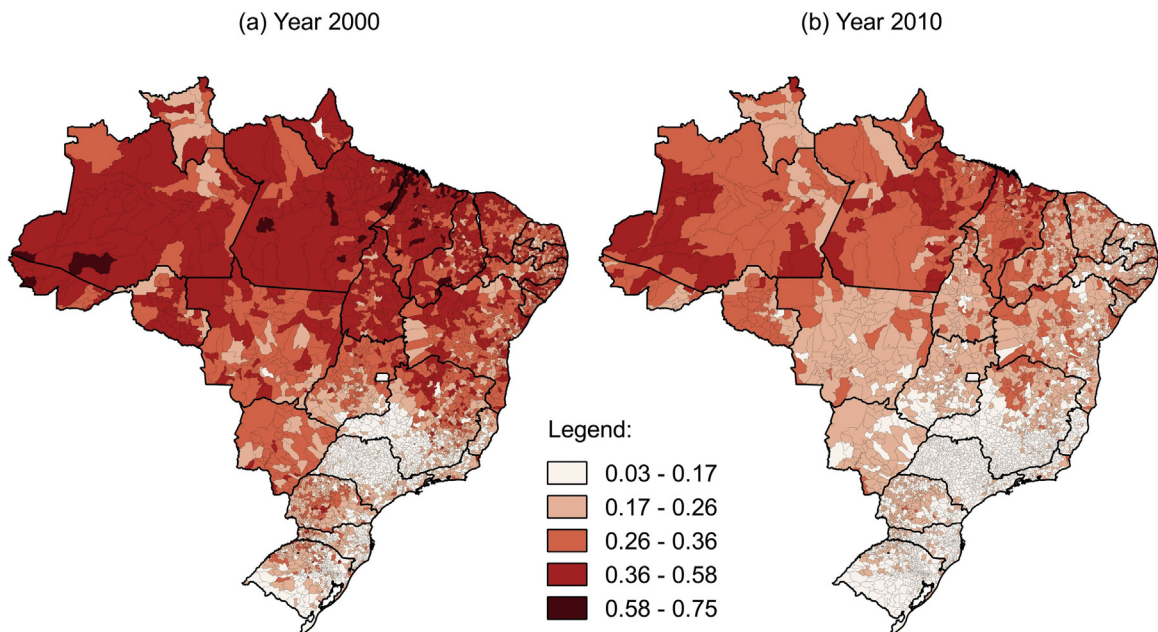 (a) Year 2000
(b) Year 2010
Legend:
0.03 - 0.17
0.17 - 0.26
0.26 - 0.36
0.36 - 0.58
0.58 - 0.75